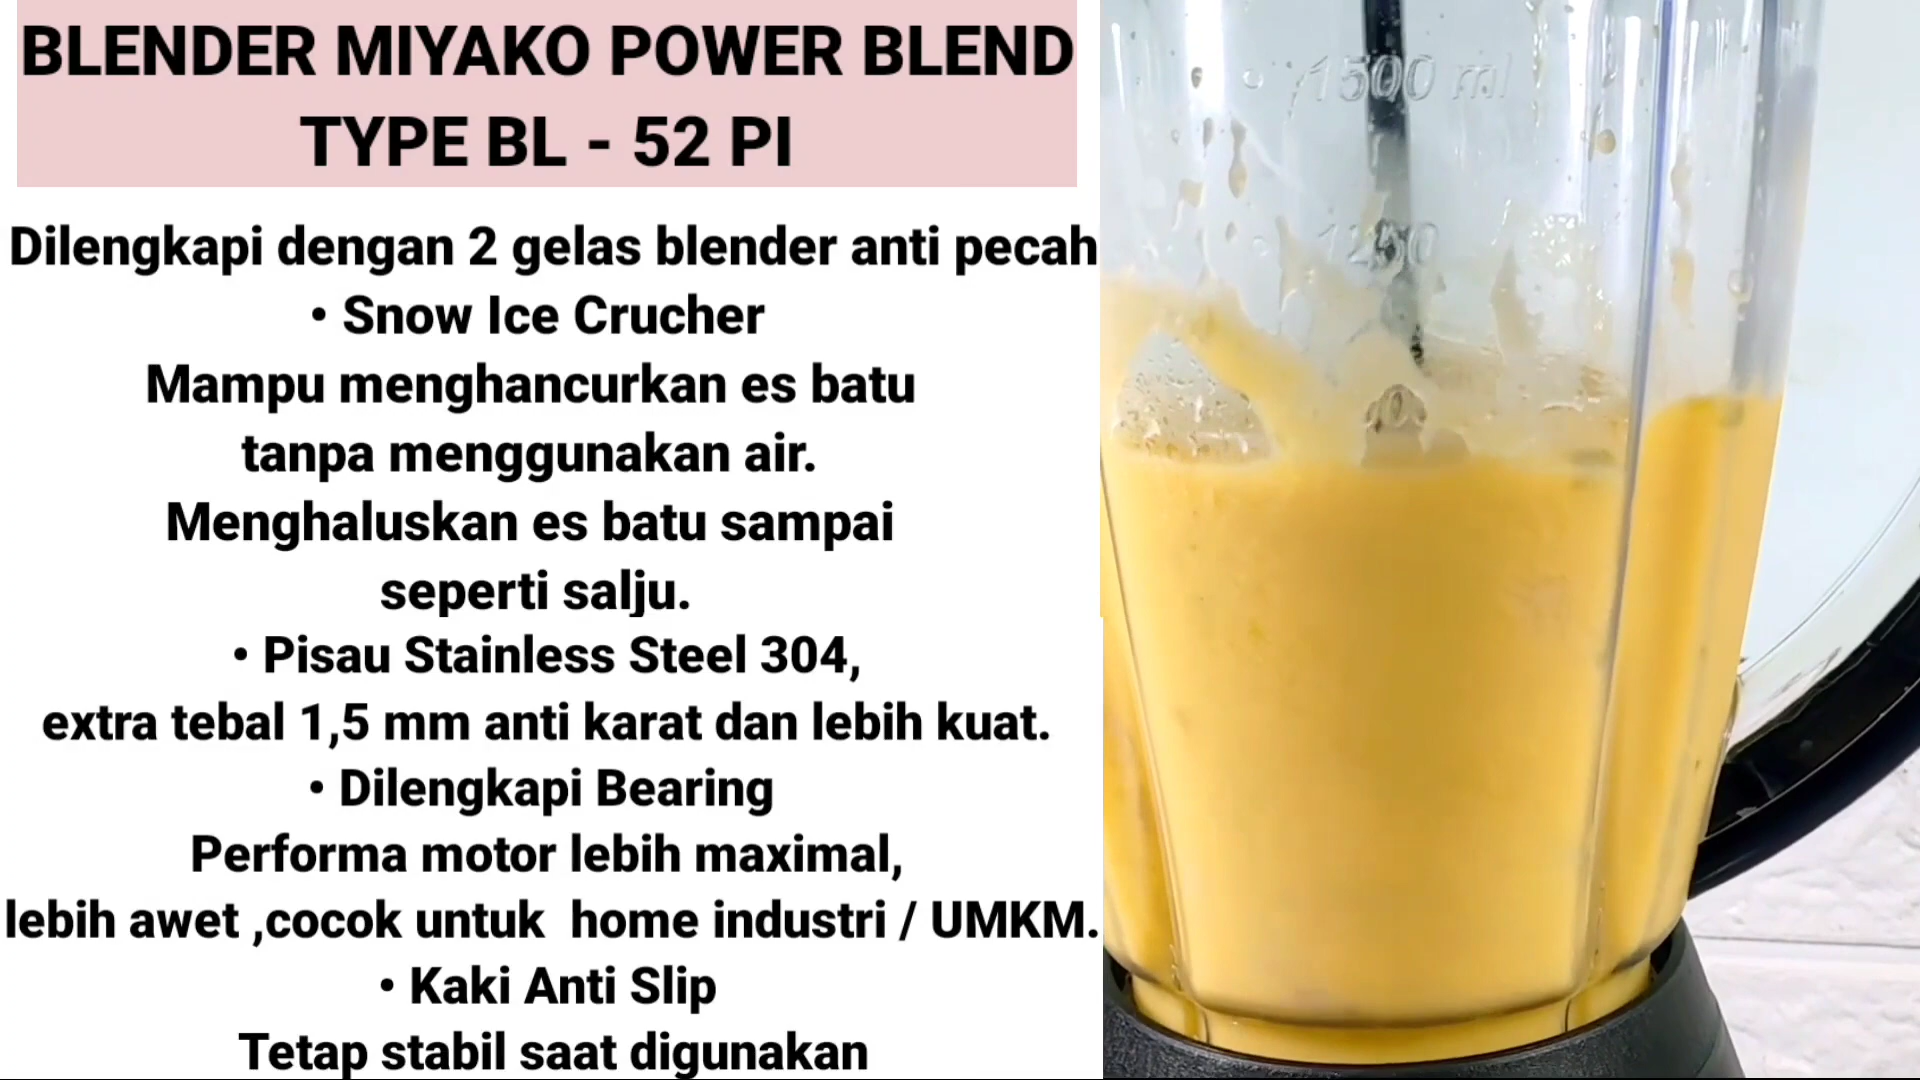 BLENDER MIYAKO POWER BLEND
TYPE BL - 52 PI
Dilengkapi dengan 2 gelas blender anti pecah
• Snow Ice Crucher
Mampu menghancurkan es batu
tanpa menggunakan air.
Menghaluskan es batu sampai
seperti salju.
• Pisau Stainless Steel 304,
extra tebal 1,5 mm anti karat dan lebih kuat.
• Dilengkapi Bearing
Performa motor lebih maximal,
lebih awet ,cocok untuk  home industri / UMKM.
• Kaki Anti Slip
Tetap stabil saat digunakan
1500 ml
1250